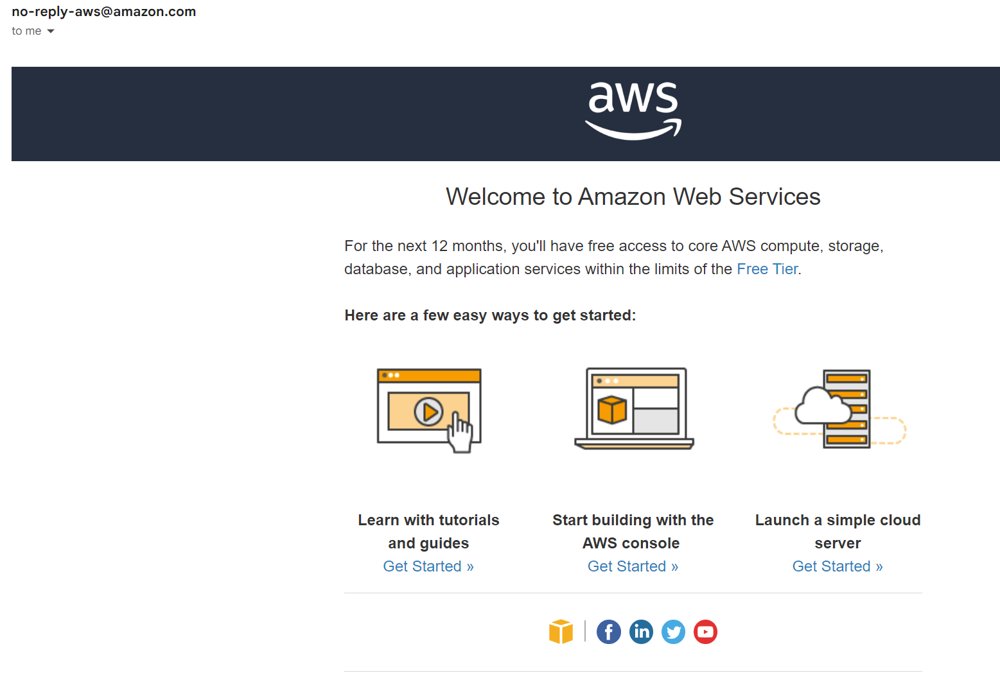 no-reply-aws@amazon.com
to me
aws
Welcome to Amazon Web Services
For the next 12 months, you'll have free access to core AWS compute, storage,
database, and application services within the limits of the Free Tier.
Here are a few easy ways to get started:
Learn with tutorials
and guides
Get Started »
Start building with the
AWS console
Get Started »
Launch a simple cloud
server
Get Started »
f
in